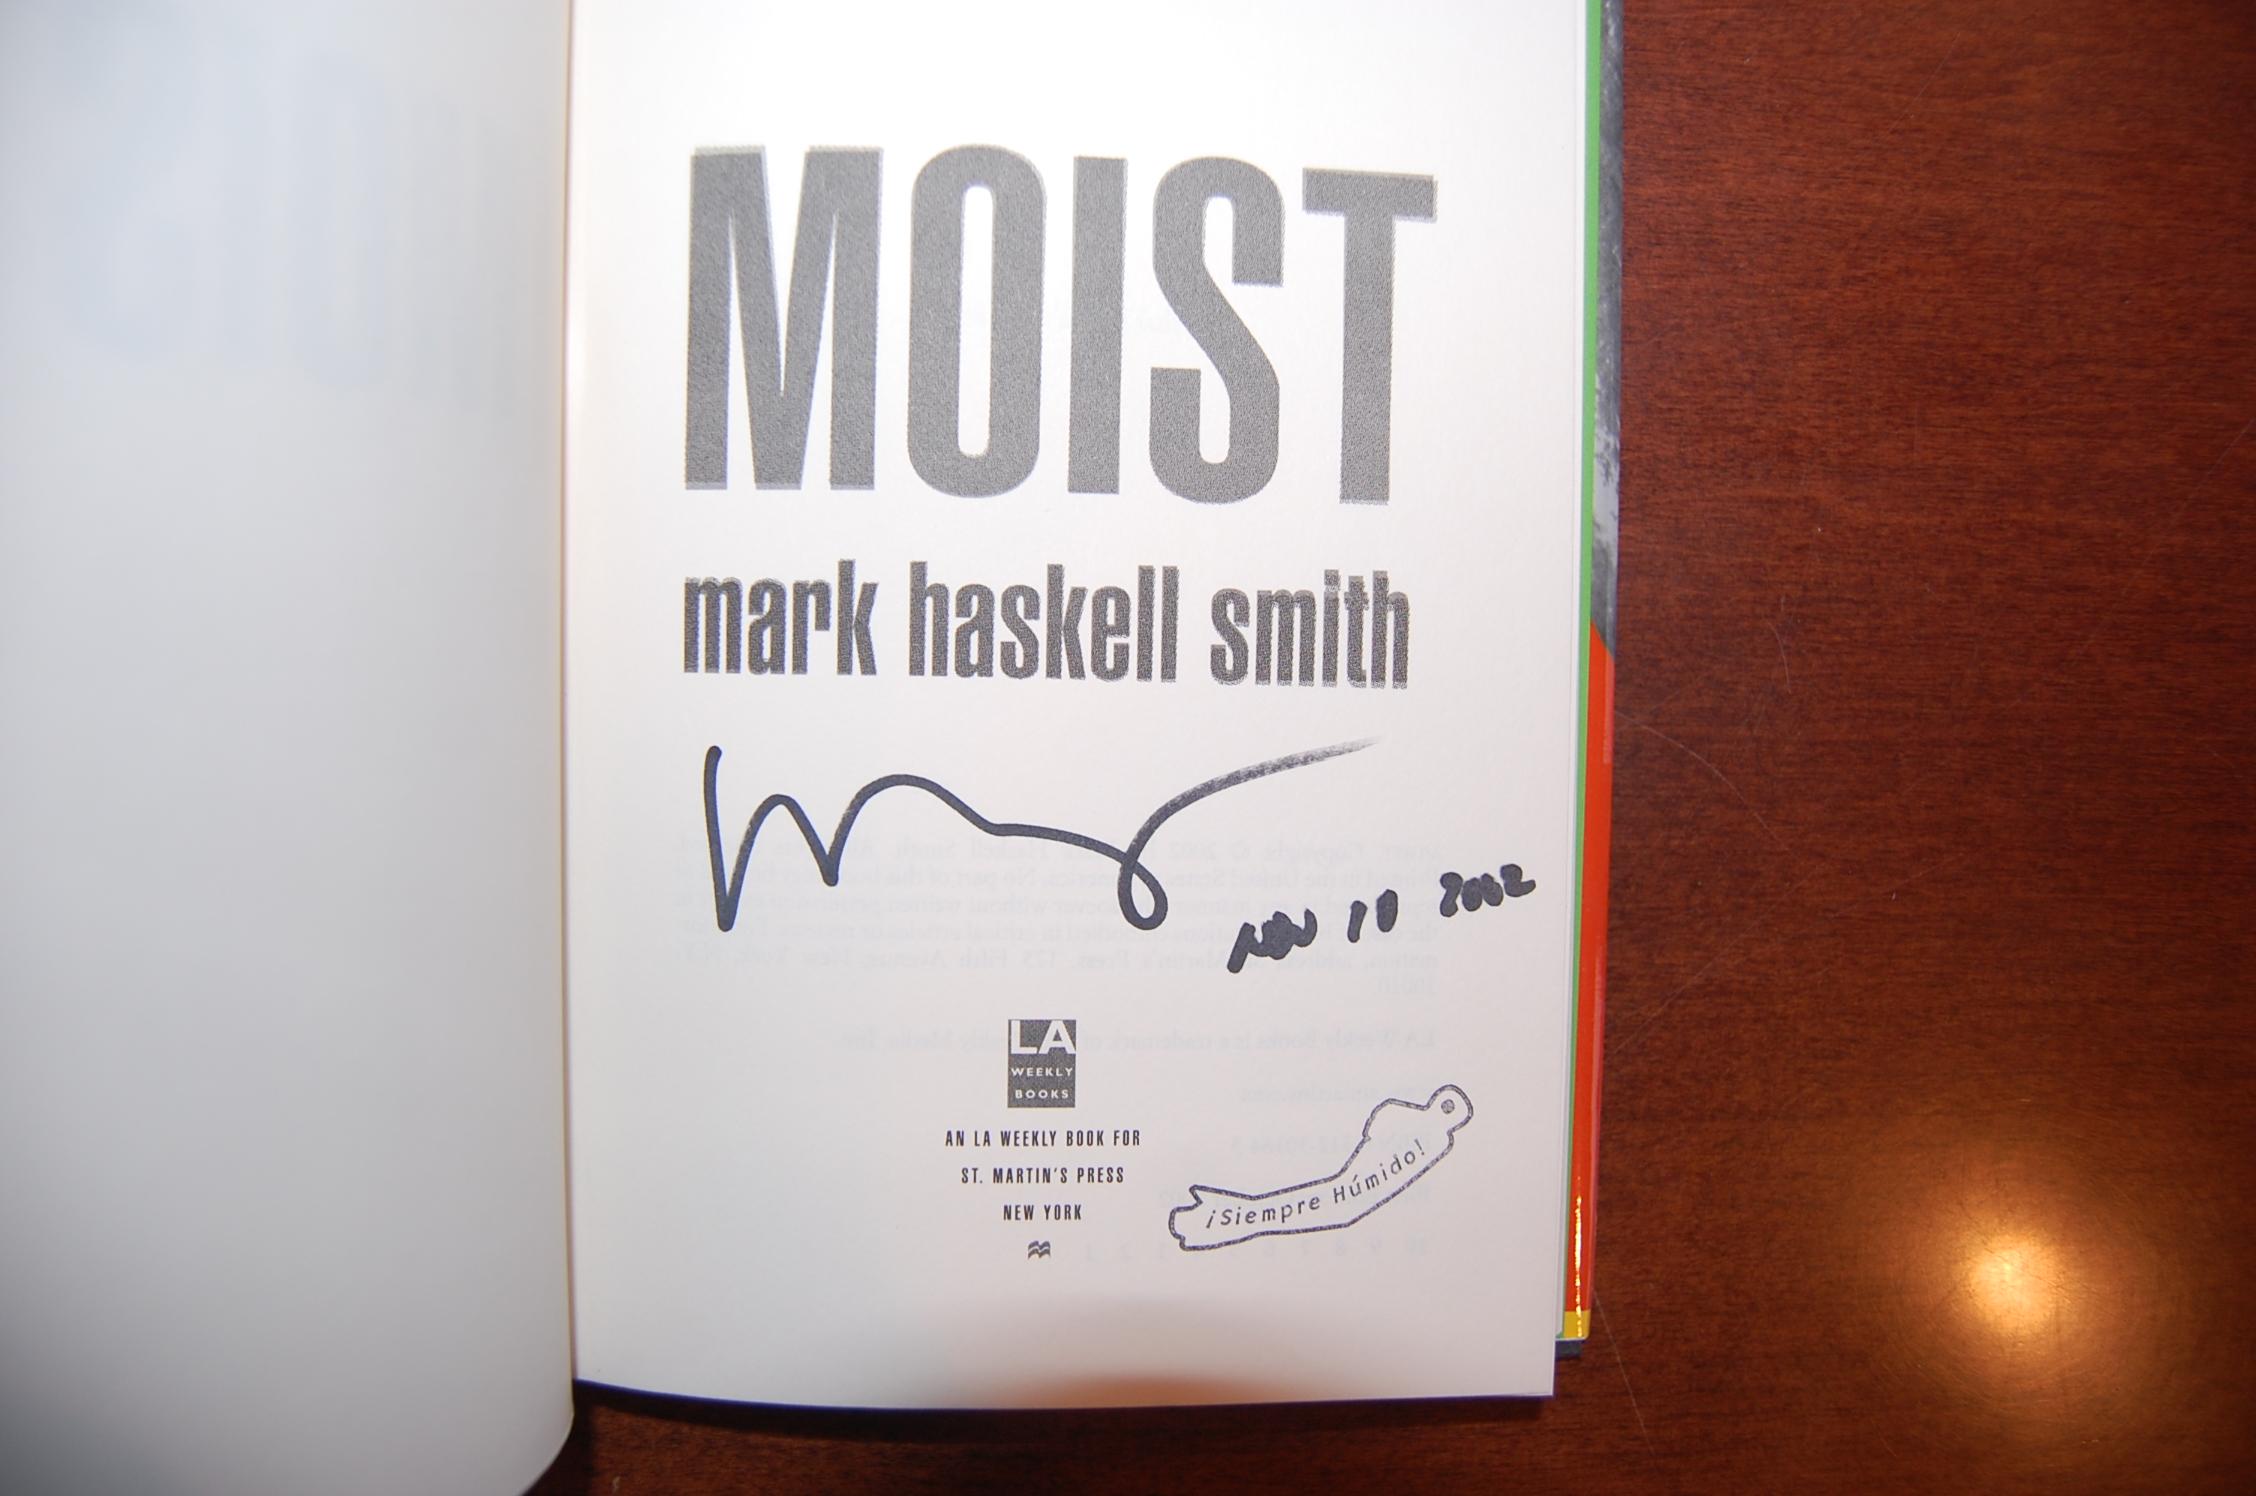 MOIST
mark haskell smith
NOV 10 2002
LA
WEEKLY
BOOKS
AN LA WEEKLY BOOK FOR
ST. MARTIN'S PRESS
NEW YORK
¡Siempre Húmido!